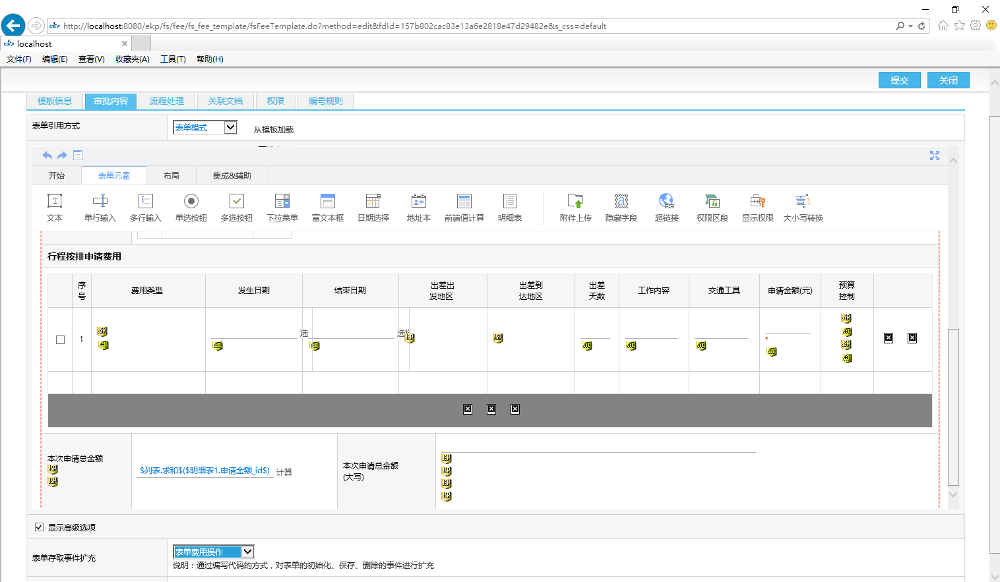 http://localhost:8080/ekp/fs/fee/fs_fee_template/fsFeeTemplate.do?method=edit&fdId=157b802cac83e13a6e2818e47d29482e&s_css=default
localhost
文件(F) 编辑(E) 查看(V) 收藏夹(A) 工具(T) 帮助(H)
提交 关闭
模板信息 审批内容 流程处理 关联文档 权限 编号规则
表单引用方式 表单模式 从模板加载
开始 表单元素 布局 集成&辅助
文本 单行输入 多行输入 单选按钮 多选按钮 下拉菜单 富文本框 日期选择 地址本 前端值计算 明细表 附件上传 隐藏字段 超链接 权限区段 显示权限 大小写转换
行程按排申请费用
序号 费用类型 发生日期 结束日期 出差出发地区 出差到达地区 出差天数 工作内容 交通工具 申请金额(元) 预算控制
1 选 选 *
本次申请总金额 $列表.求和$($明细表1.申请金额_id$) 计算 本次申请总金额
(大写)
显示高级选项
表单存取事件扩充 表单费用操作
说明：通过编写代码的方式，对表单的初始化、保存、删除的事件进行扩充